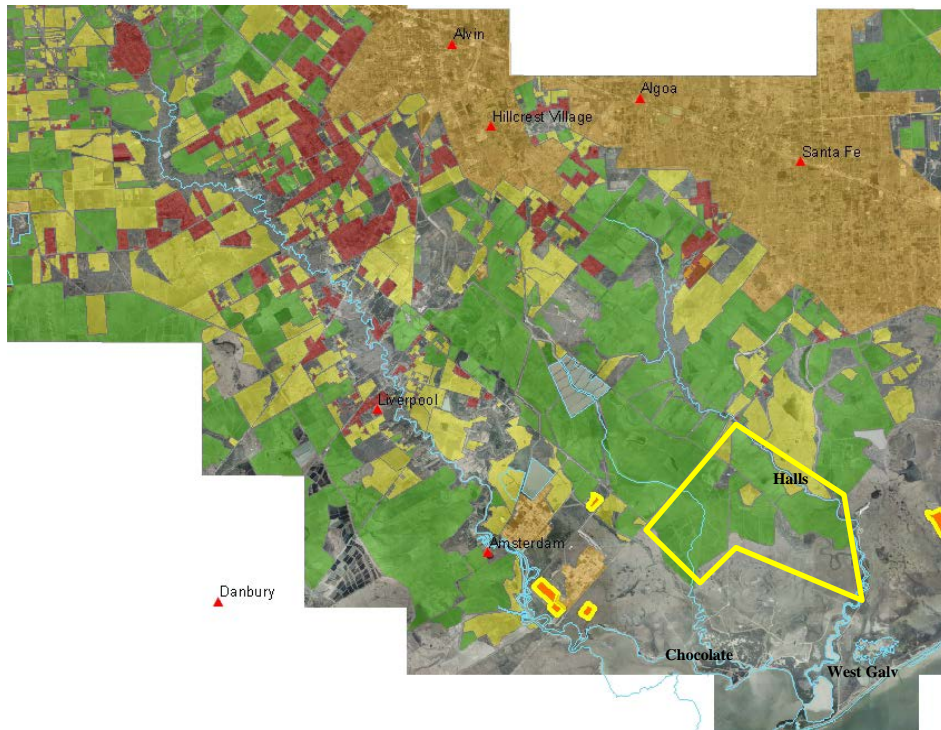 Alvin
Algoa
Hillcrest Village
Santa Fe
Liverpool
Halls
Amsterdam
Danbury
Chocolate
West Galv